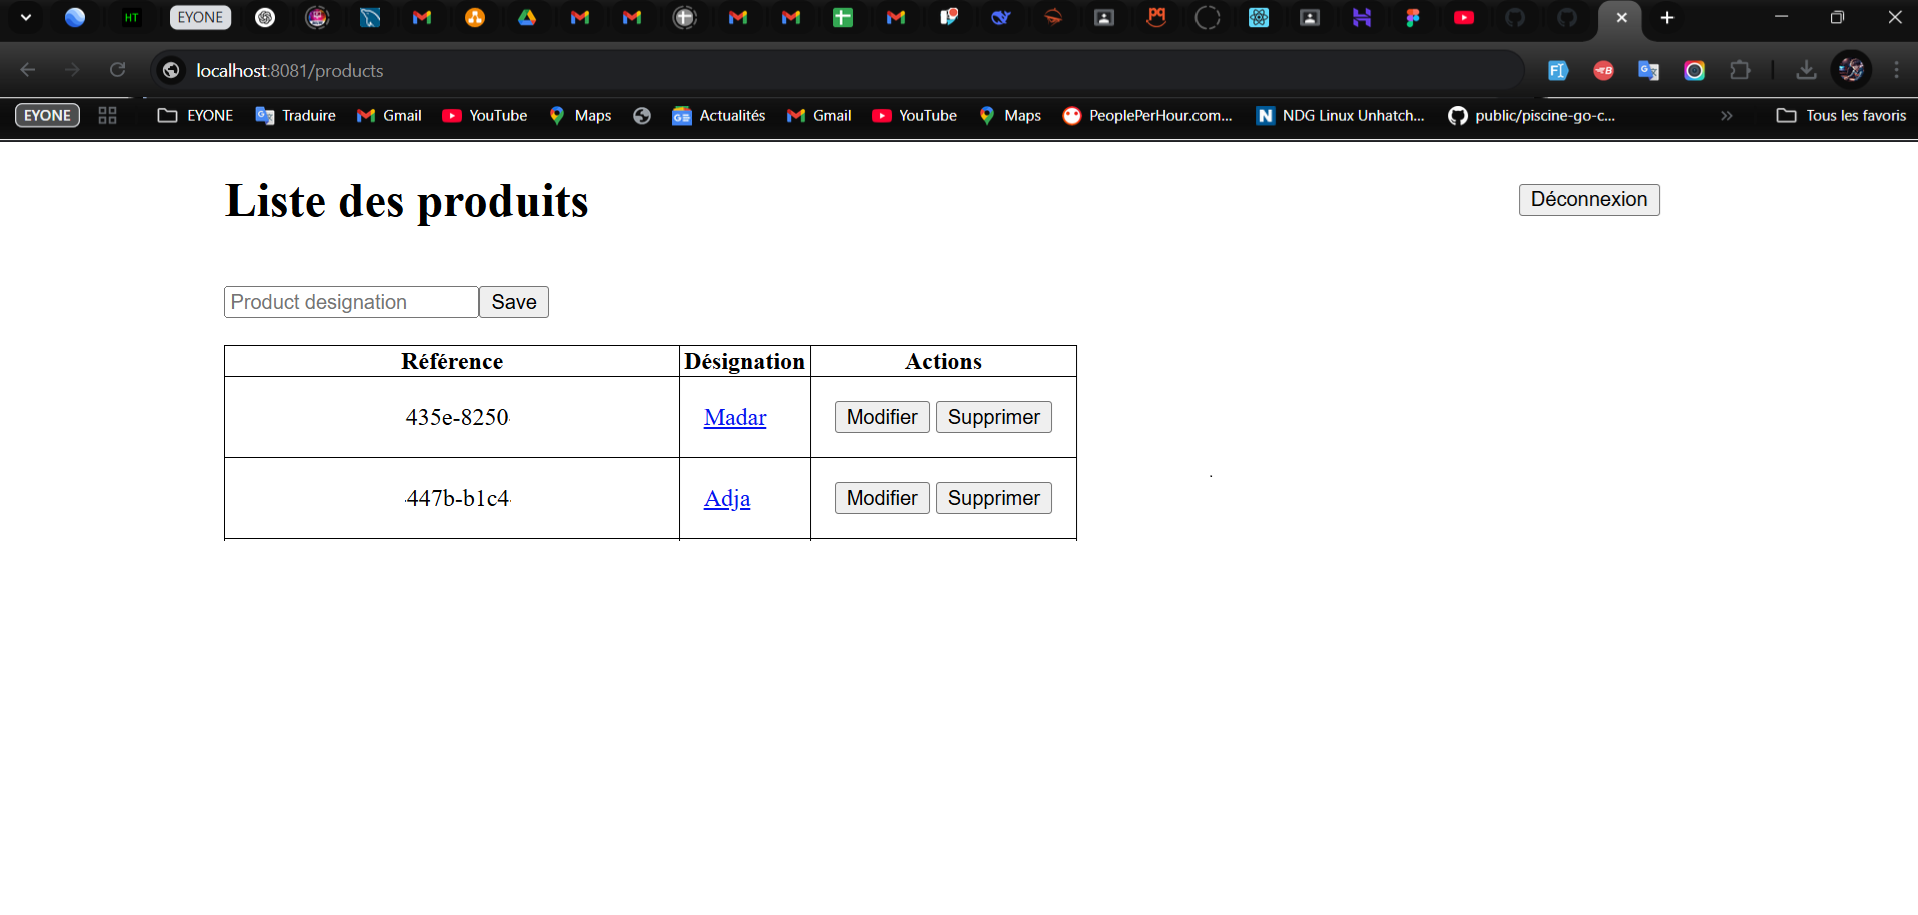 HT EYONE
localhost:8081/products
EYONE EYONE Traduire Gmail YouTube Maps Actualités Gmail YouTube Maps PeoplePerHour.com... NDG Linux Unhatch... public/piscine-go-c... » Tous les favoris
Liste des produits Déconnexion
Product designation Save
Référence Désignation Actions
435e-8250 Madar Modifier Supprimer
447b-b1c4 Adja Modifier Supprimer